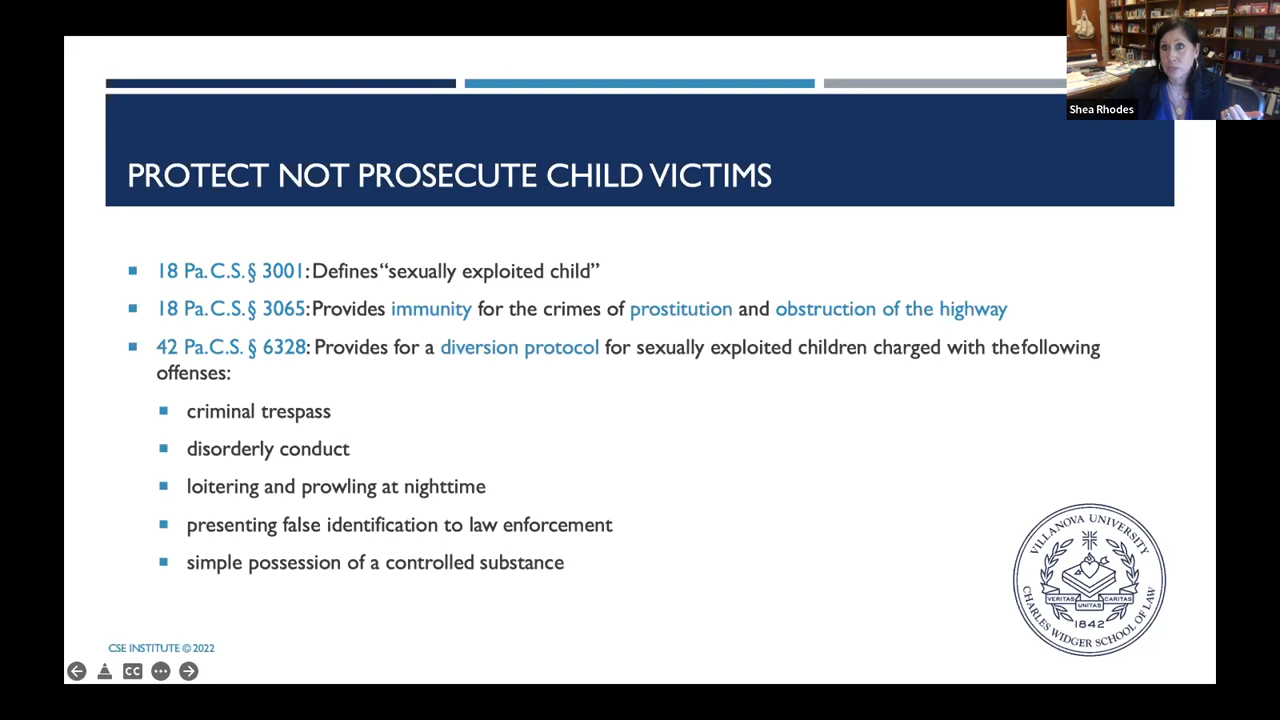 Shea Rhodes
PROTECT NOT PROSECUTE CHILD VICTIMS
18 Pa.C.S. § 3001: Defines "sexually exploited child"
18 Pa.C.S. § 3065: Provides immunity for the crimes of prostitution and obstruction of the highway
42 Pa.C.S. § 6328: Provides for a diversion protocol for sexually exploited children charged with thefollowing
offenses:
criminal trespass
disorderly conduct
loitering and prowling at nighttime
presenting false identification to law enforcement
simple possession of a controlled substance
VILLANOVA UNIVERSITY
VERITAS UNITAS CARITAS
1842
CHARLES WIDGER SCHOOL OF LAW
CSE INSTITUTE © 2022
CC